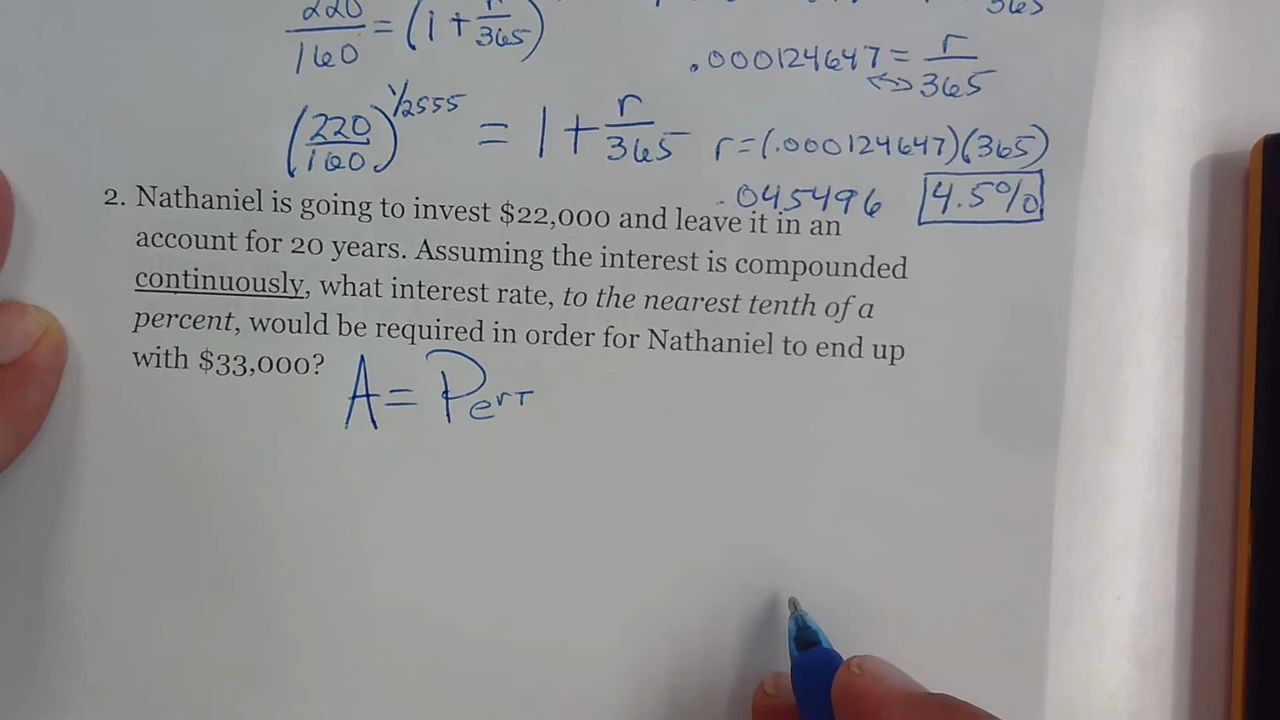 220/160 = (1 + r/365)
365
.000124647 = r/365
(220/160)^1/2555 = 1 + r/365
r = (.000124647)(365)
.045496 4.5%
2. Nathaniel is going to invest $22,000 and leave it in an
account for 20 years. Assuming the interest is compounded
continuously, what interest rate, to the nearest tenth of a
percent, would be required in order for Nathaniel to end up
with $33,000?
A = Pe^rT